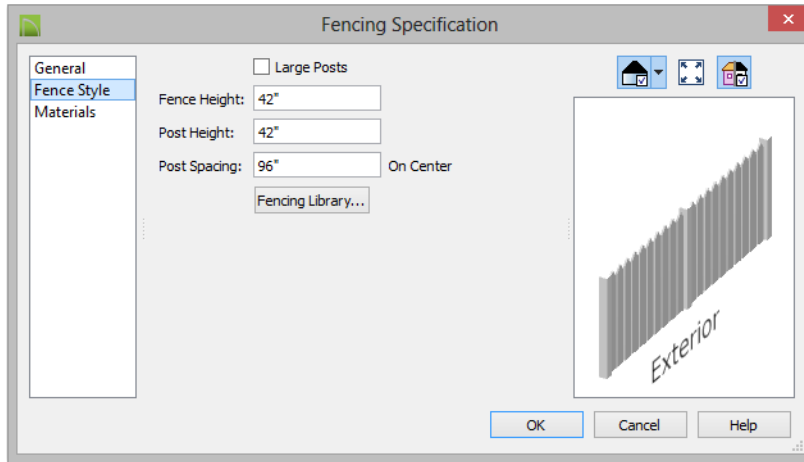 Fencing Specification
General
Fence Style
Materials
Large Posts
Fence Height: 42"
Post Height: 42"
Post Spacing: 96" On Center
Fencing Library...
Exterior
OK Cancel Help